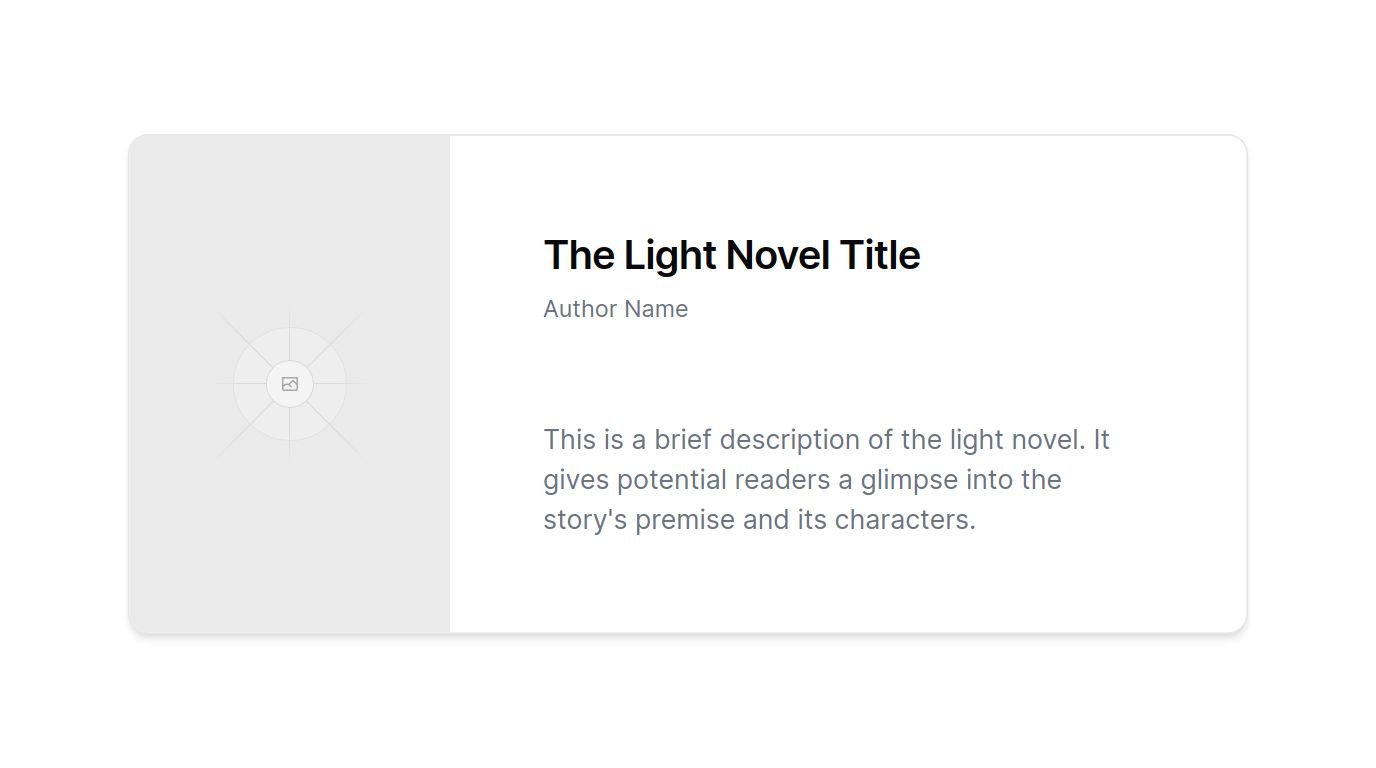 The Light Novel Title
Author Name
This is a brief description of the light novel. It
gives potential readers a glimpse into the
story's premise and its characters.